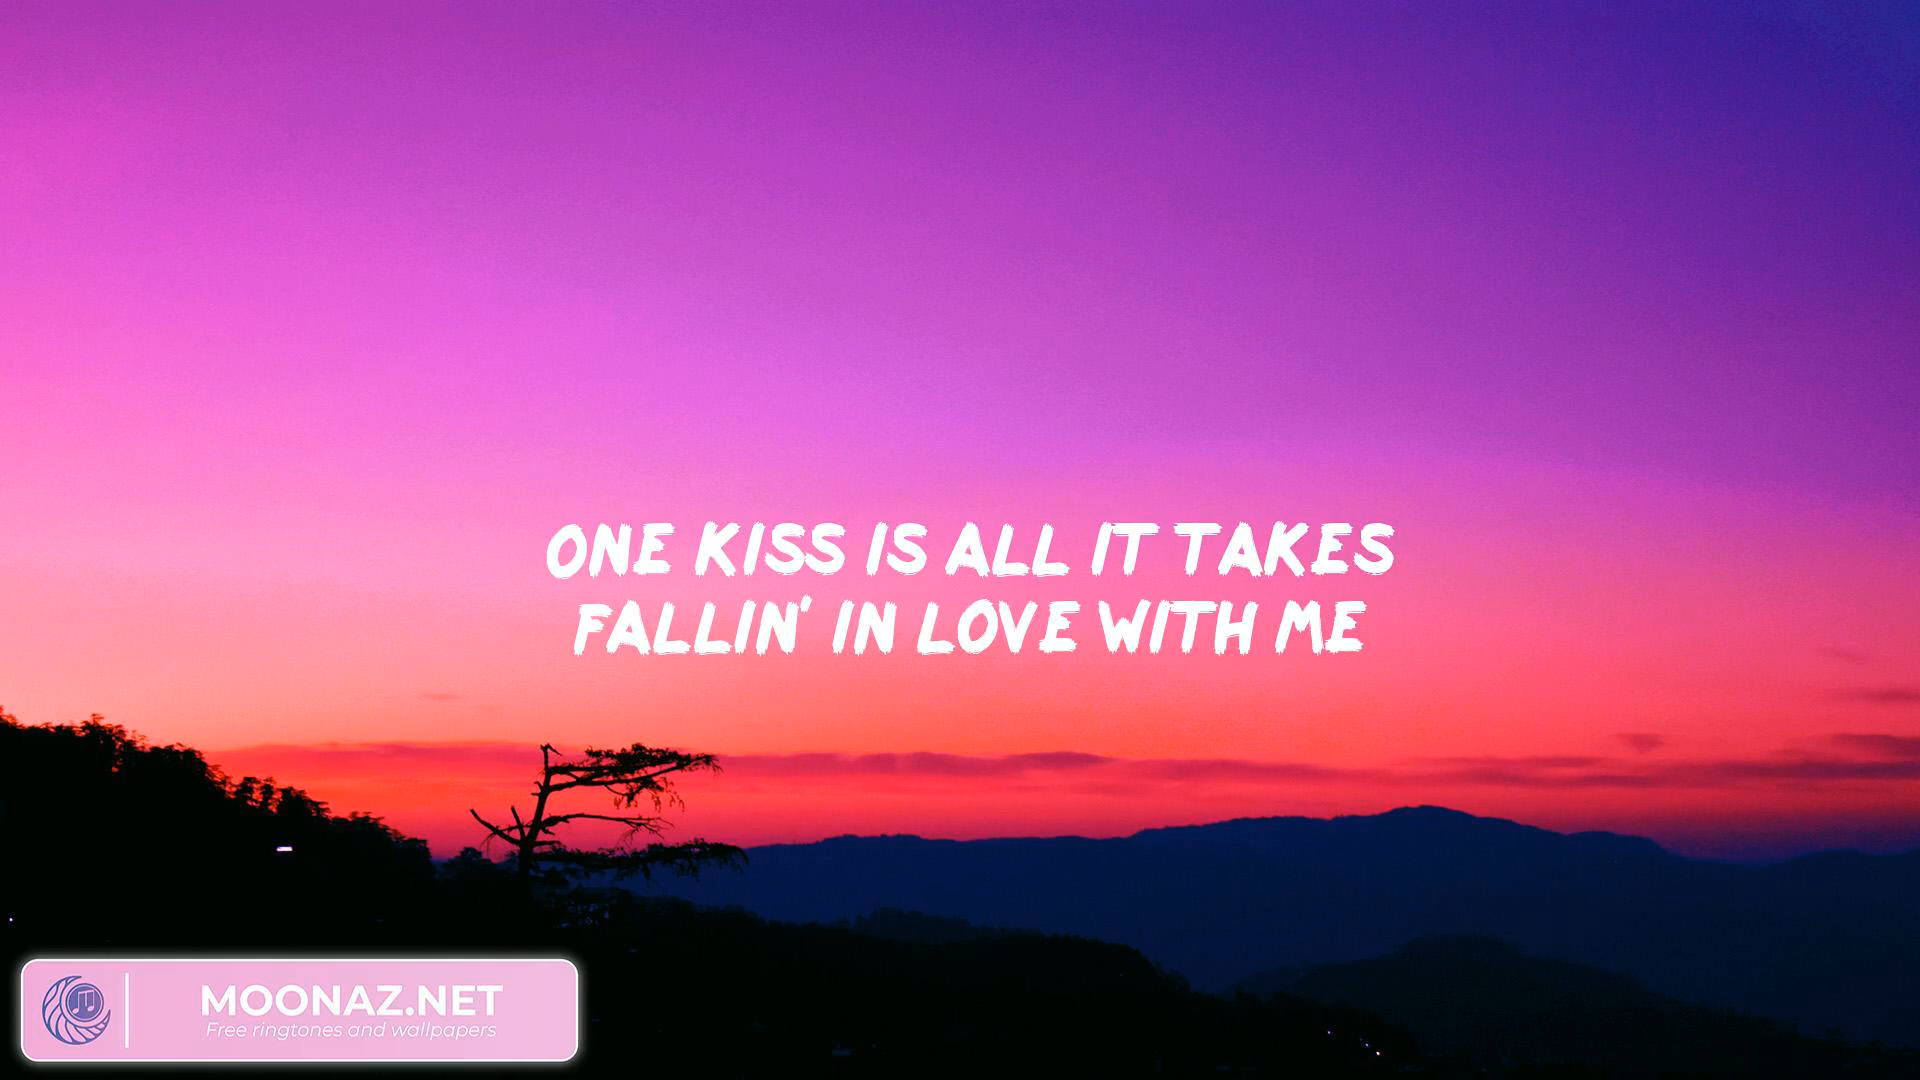 ONE KISS IS ALL IT TAKES
FALLIN' IN LOVE WITH ME
MOONAZ.NET
Free ringtones and wallpapers